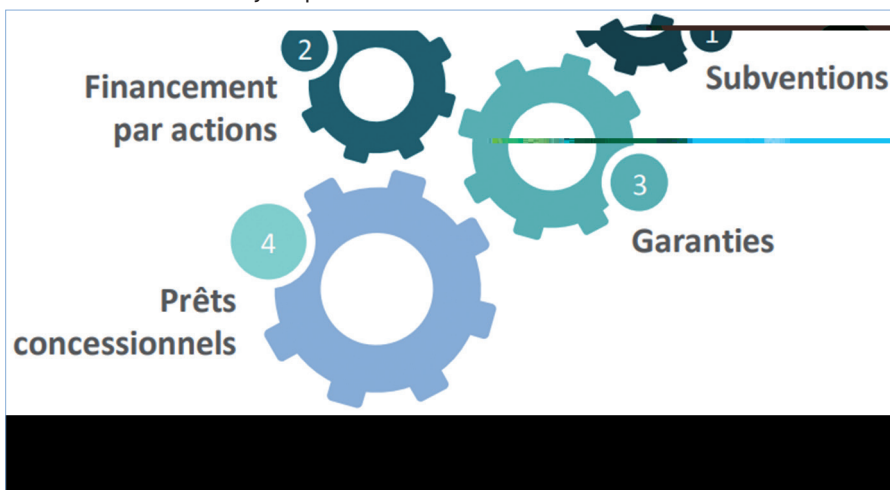 1
Subventions
2
Financement
par actions
3
Garanties
4
Prêts
concessionnels